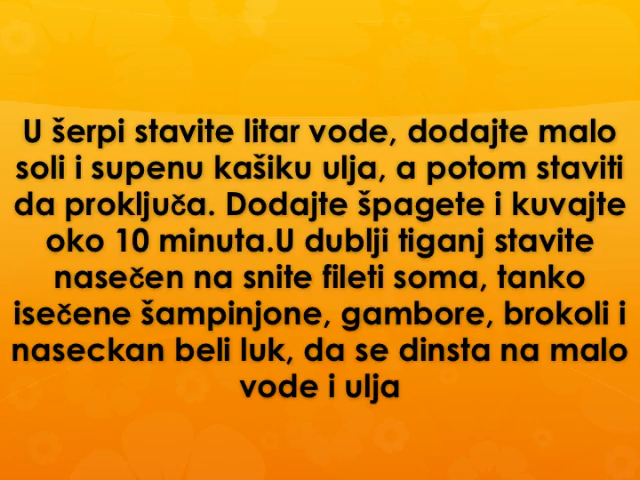 U šerpi stavite litar vode, dodajte malo
soli i supenu kašiku ulja, a potom staviti
da proključa. Dodajte špagete i kuvajte
oko 10 minuta.U dublji tiganj stavite
nasečen na snite fileti soma, tanko
isečene šampinjone, gambore, brokoli i
naseckan beli luk, da se dinsta na malo
vode i ulja